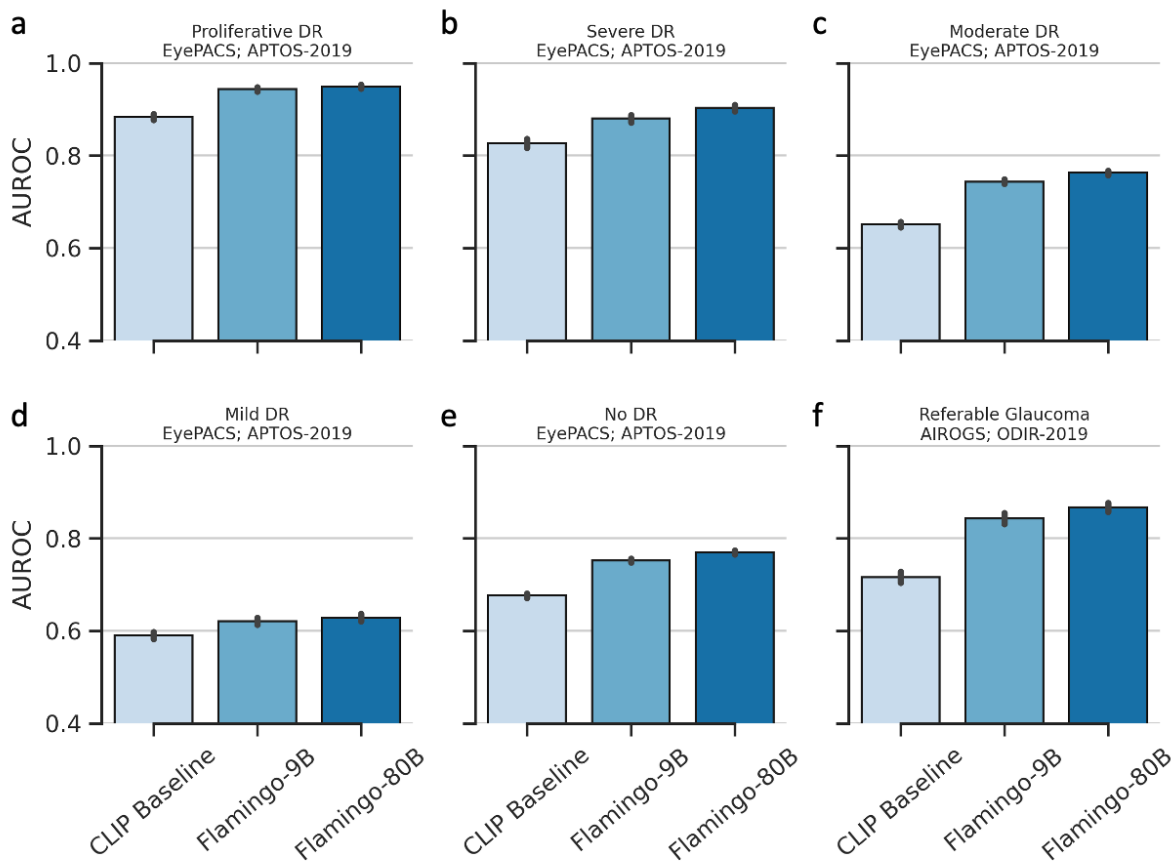 a
Proliferative DR
EyePACS; APTOS-2019
b
Severe DR
EyePACS; APTOS-2019
c
Moderate DR
EyePACS; APTOS-2019
AUROC
1.0
0.8
0.6
0.4
d
Mild DR
EyePACS; APTOS-2019
e
No DR
EyePACS; APTOS-2019
f
Referable Glaucoma
AIROGS; ODIR-2019
AUROC
1.0
0.8
0.6
0.4
CLIP Baseline
Flamingo-9B
Flamingo-80B
CLIP Baseline
Flamingo-9B
Flamingo-80B
CLIP Baseline
Flamingo-9B
Flamingo-80B